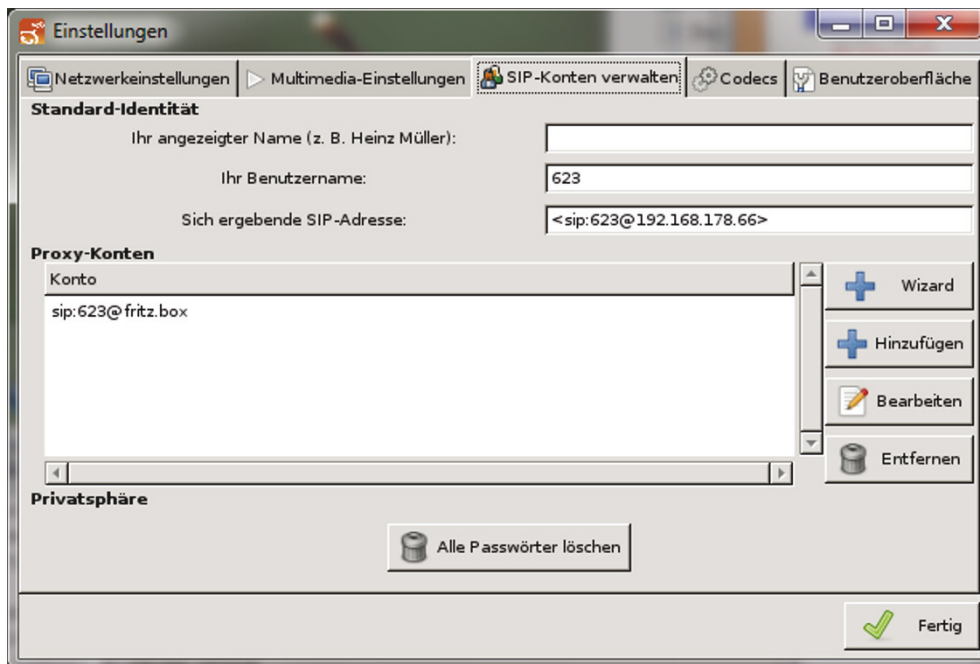 Einstellungen
Netzwerkeinstellungen Multimedia-Einstellungen SIP-Konten verwalten Codecs Benutzeroberfläche
Standard-Identität
Ihr angezeigter Name (z. B. Heinz Müller):
Ihr Benutzername: 623
Sich ergebende SIP-Adresse: <sip:623@192.168.178.66>
Proxy-Konten
Konto
sip:623@fritz.box
Wizard
Hinzufügen
Bearbeiten
Entfernen
Privatsphäre
Alle Passwörter löschen
Fertig